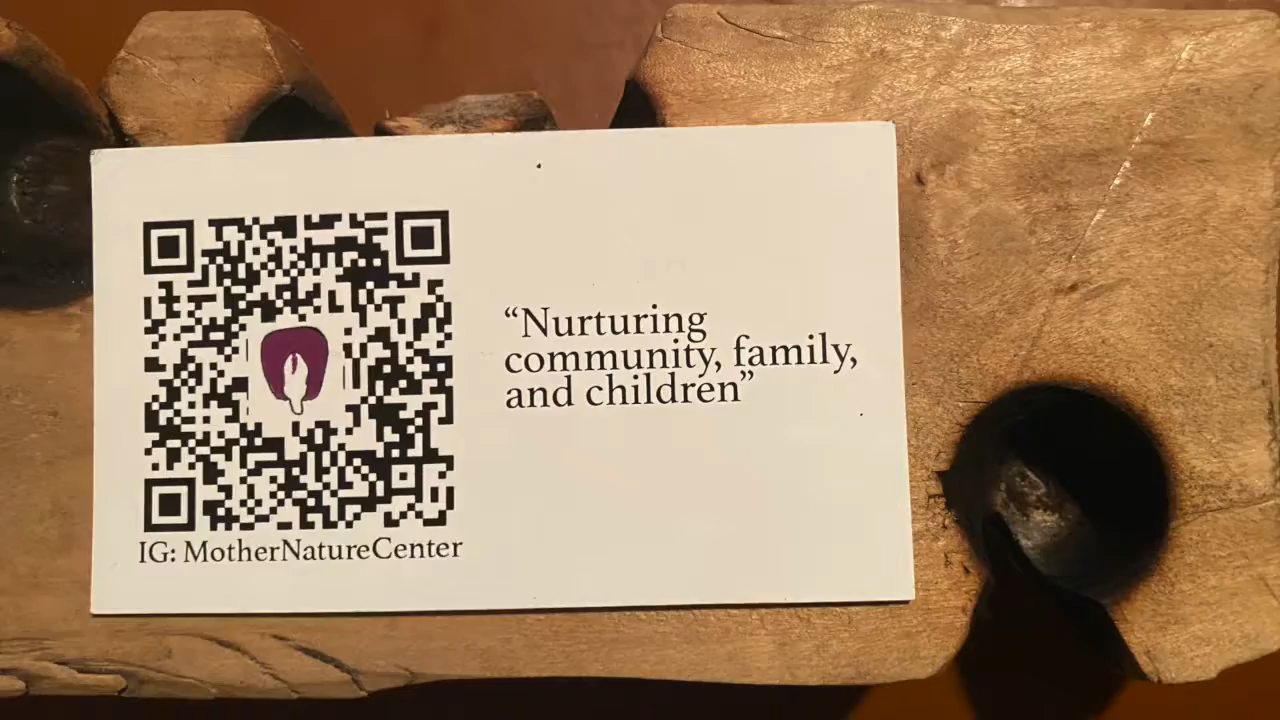 “Nurturing
community, family,
and children”
IG: MotherNatureCenter